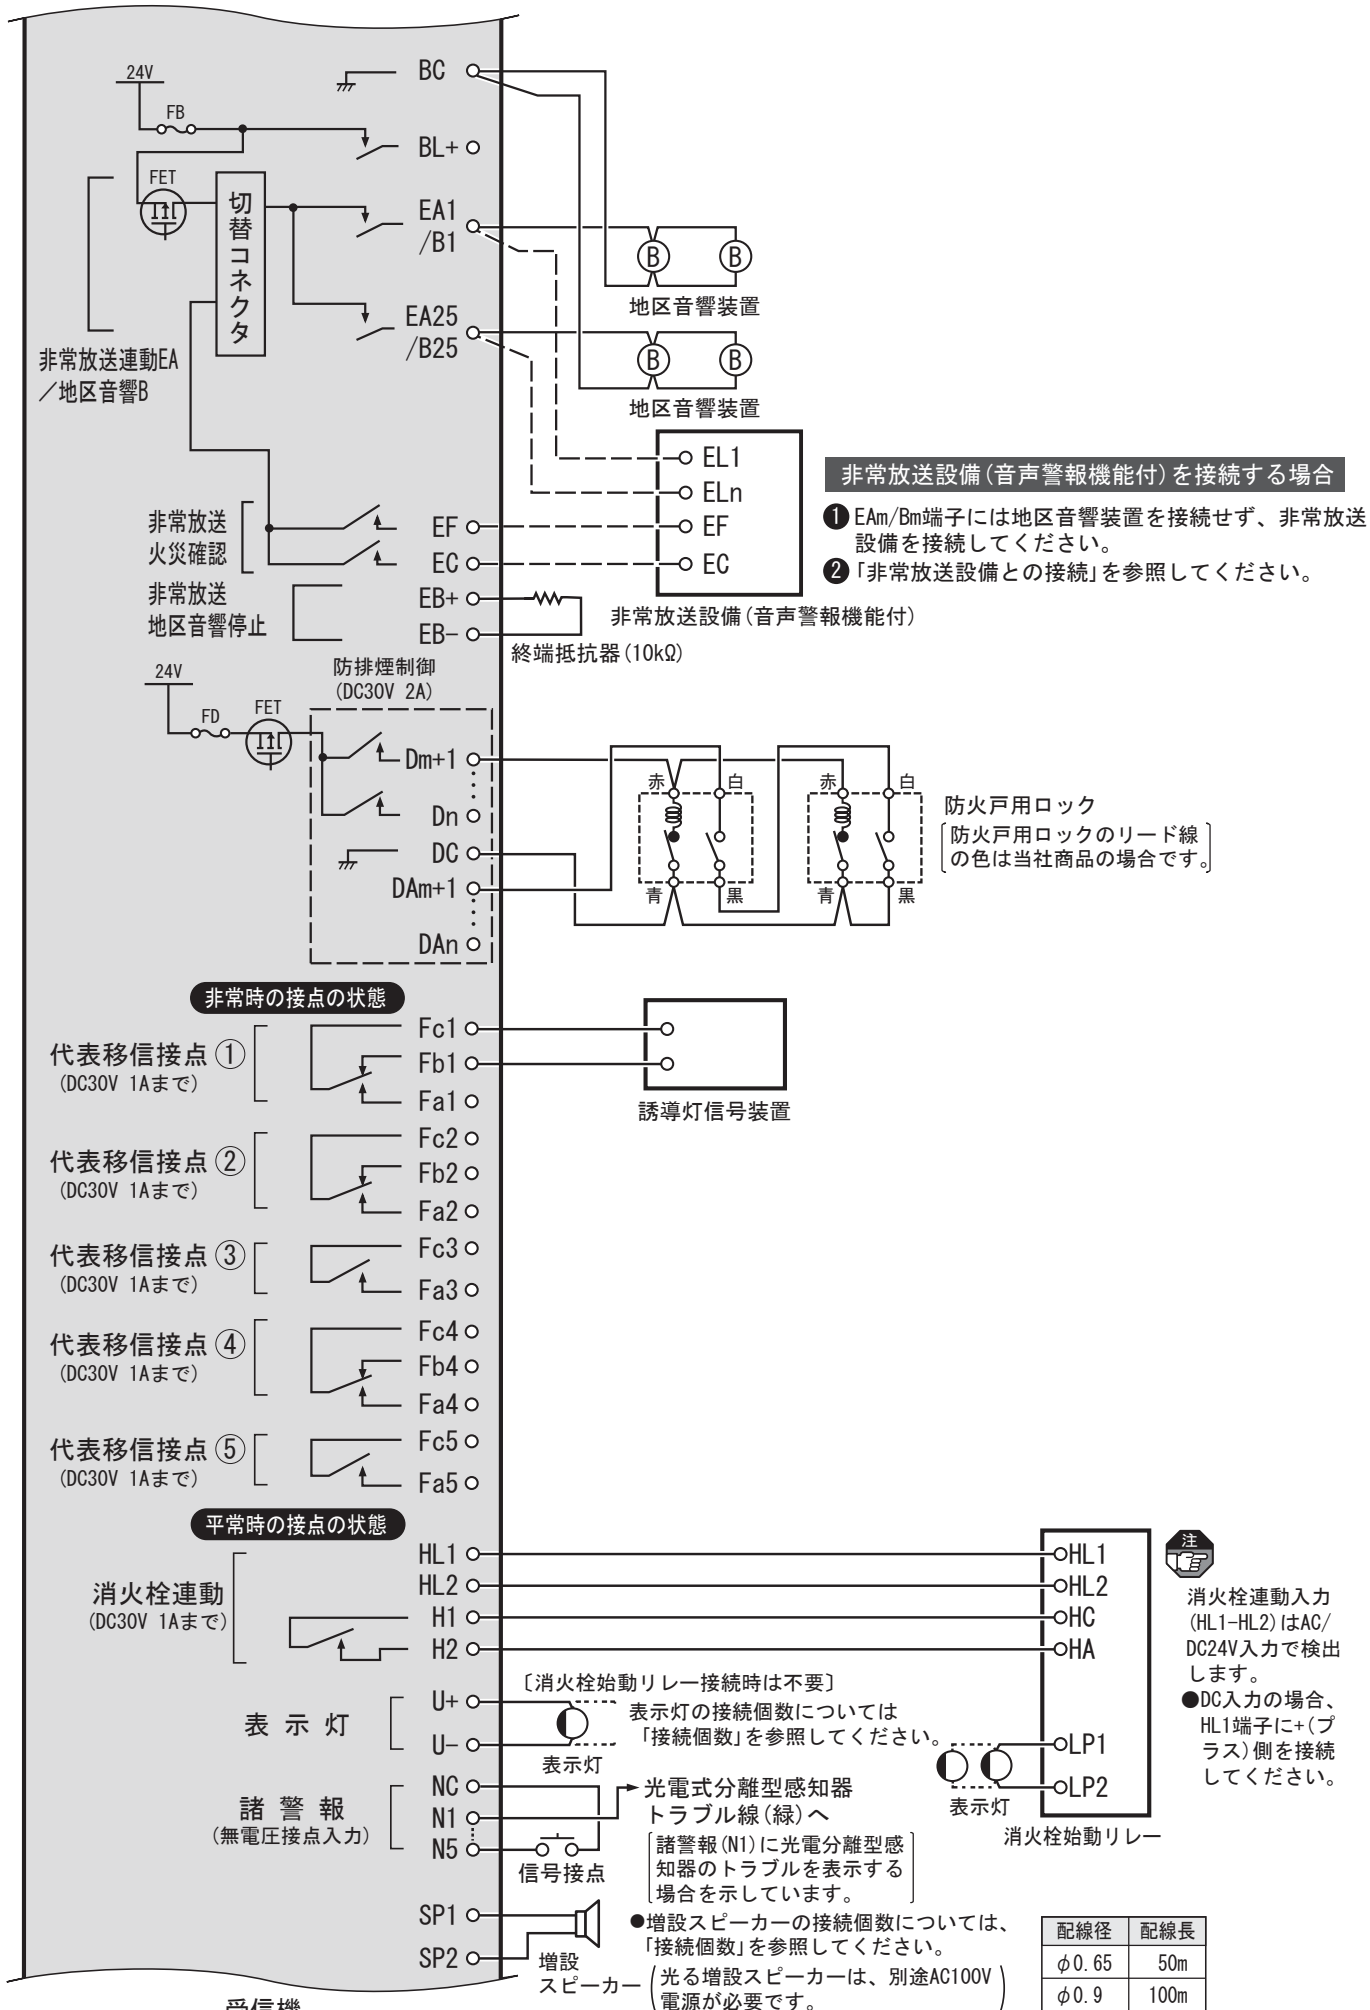 24V
FB
FET
切替コネクタ
非常放送連動EA
／地区音響B
BC
BL+
EA1
/B1
EA25
/B25
B
B
地区音響装置
B
B
地区音響装置
EL1
ELn
EF
EC
非常放送設備(音声警報機能付)
非常放送設備(音声警報機能付)を接続する場合
❶EAm/Bm端子には地区音響装置を接続せず、非常放送
設備を接続してください。
❷「非常放送設備との接続」を参照してください。
非常放送
火災確認
EF
EC
非常放送
地区音響停止
EB+
EB−
終端抵抗器(10kΩ)
24V
FD
FET
防排煙制御
(DC30V 2A)
Dm+1
Dn
DC
DAm+1
DAn
赤
白
青
黒
赤
白
青
黒
防火戸用ロック
防火戸用ロックのリード線
の色は当社商品の場合です。
非常時の接点の状態
代表移信接点①
(DC30V 1Aまで)
Fc1
Fb1
Fa1
誘導灯信号装置
代表移信接点②
(DC30V 1Aまで)
Fc2
Fb2
Fa2
代表移信接点③
(DC30V 1Aまで)
Fc3
Fa3
代表移信接点④
(DC30V 1Aまで)
Fc4
Fb4
Fa4
代表移信接点⑤
(DC30V 1Aまで)
Fc5
Fa5
平常時の接点の状態
消火栓連動
(DC30V 1Aまで)
HL1
HL2
H1
H2
HL1
HL2
HC
HA
LP1
LP2
消火栓始動リレー
表示灯
注
消火栓連動入力
(HL1-HL2)はAC/
DC24V入力で検出
します。
●DC入力の場合、
HL1端子に+(プ
ラス)側を接続
してください。
表示灯
U+
U−
〔消火栓始動リレー接続時は不要〕
表示灯
表示灯の接続個数については
「接続個数」を参照してください。
諸警報
(無電圧接点入力)
NC
N1
N5
信号接点
光電式分離型感知器
トラブル線(緑)へ
諸警報(N1)に光電分離型感
知器のトラブルを表示する
場合を示しています。
SP1
SP2
増設
スピーカー
●増設スピーカーの接続個数については、
「接続個数」を参照してください。
光る増設スピーカーは、別途AC100V
電源が必要です。
配線径 配線長
φ0.65 50m
φ0.9 100m
受信機